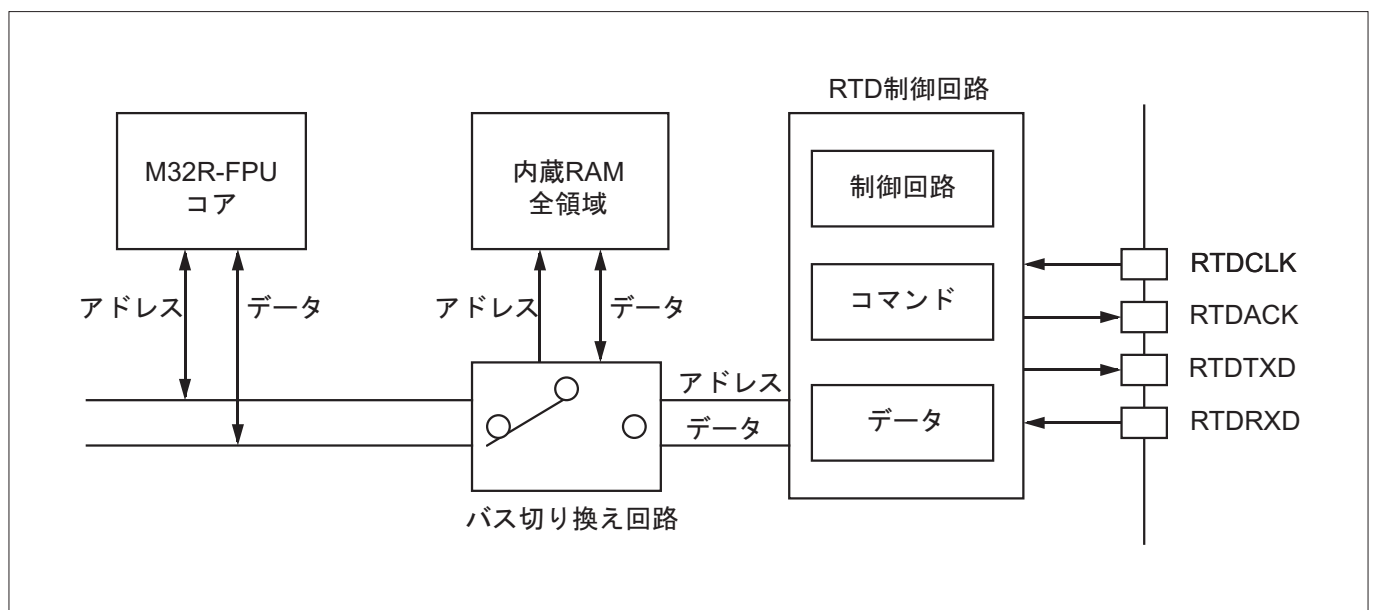 RTD制御回路
M32R-FPU
コア
内蔵RAM
全領域
制御回路
コマンド
データ
アドレス
データ
アドレス
データ
アドレス
データ
バス切り換え回路
RTDCLK
RTDACK
RTDTXD
RTDRXD